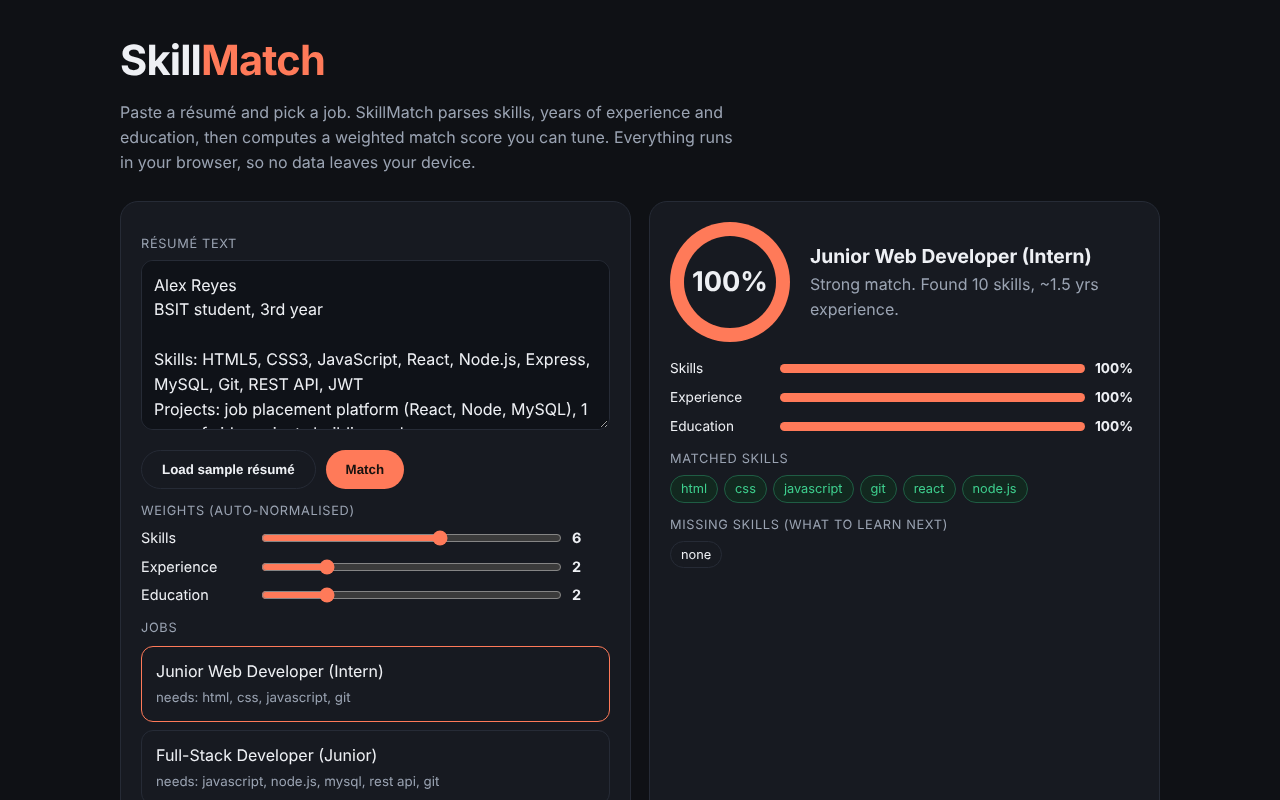 SkillMatch
Paste a résumé and pick a job. SkillMatch parses skills, years of experience and
education, then computes a weighted match score you can tune. Everything runs
in your browser, so no data leaves your device.
RÉSUMÉ TEXT
Alex Reyes
BSIT student, 3rd year
Skills: HTML5, CSS3, JavaScript, React, Node.js, Express,
MySQL, Git, REST API, JWT
Projects: job placement platform (React, Node, MySQL), 1
Load sample résumé
Match
WEIGHTS (AUTO-NORMALISED)
Skills 6
Experience 2
Education 2
JOBS
Junior Web Developer (Intern)
needs: html, css, javascript, git
Full-Stack Developer (Junior)
needs: javascript, node.js, mysql, rest api, git
100%
Junior Web Developer (Intern)
Strong match. Found 10 skills, ~1.5 yrs
experience.
Skills 100%
Experience 100%
Education 100%
MATCHED SKILLS
html css javascript git react node.js
MISSING SKILLS (WHAT TO LEARN NEXT)
none